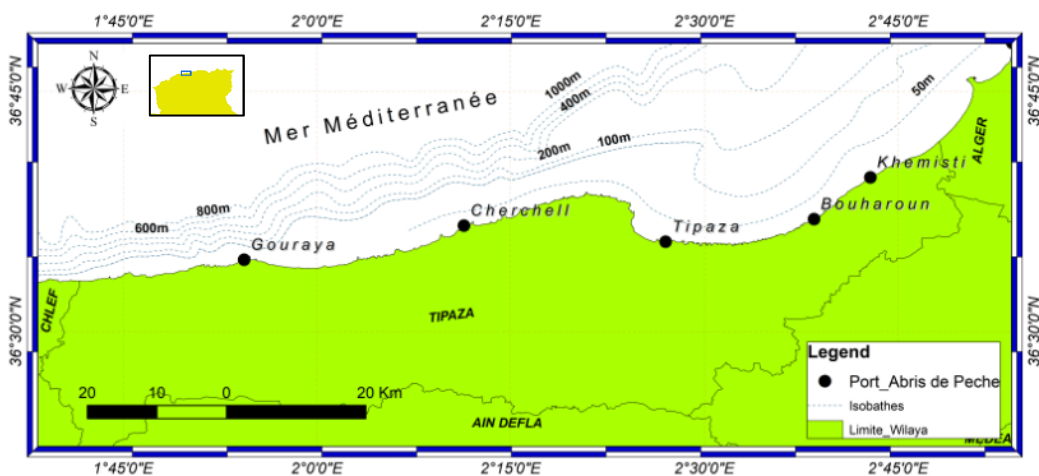 1°45'0"E 2°0'0"E 2°15'0"E 2°30'0"E 2°45'0"E
N
W E
S
36°45'0"N
36°45'0"N
Mer Méditerranée
1000m
400m
50m
200m
100m
ALGER
Khemisti
800m
600m
Cherchell
Bouharoun
Tipaza
Gouraya
CHLEF
TIPAZA
36°30'0"N
36°30'0"N
Legend
Port_Abris de Peche
Isobathes
Limite_Wilaya
20 10 0 20 Km
AIN DEFLA
MEDEA
1°45'0"E 2°0'0"E 2°15'0"E 2°30'0"E 2°45'0"E